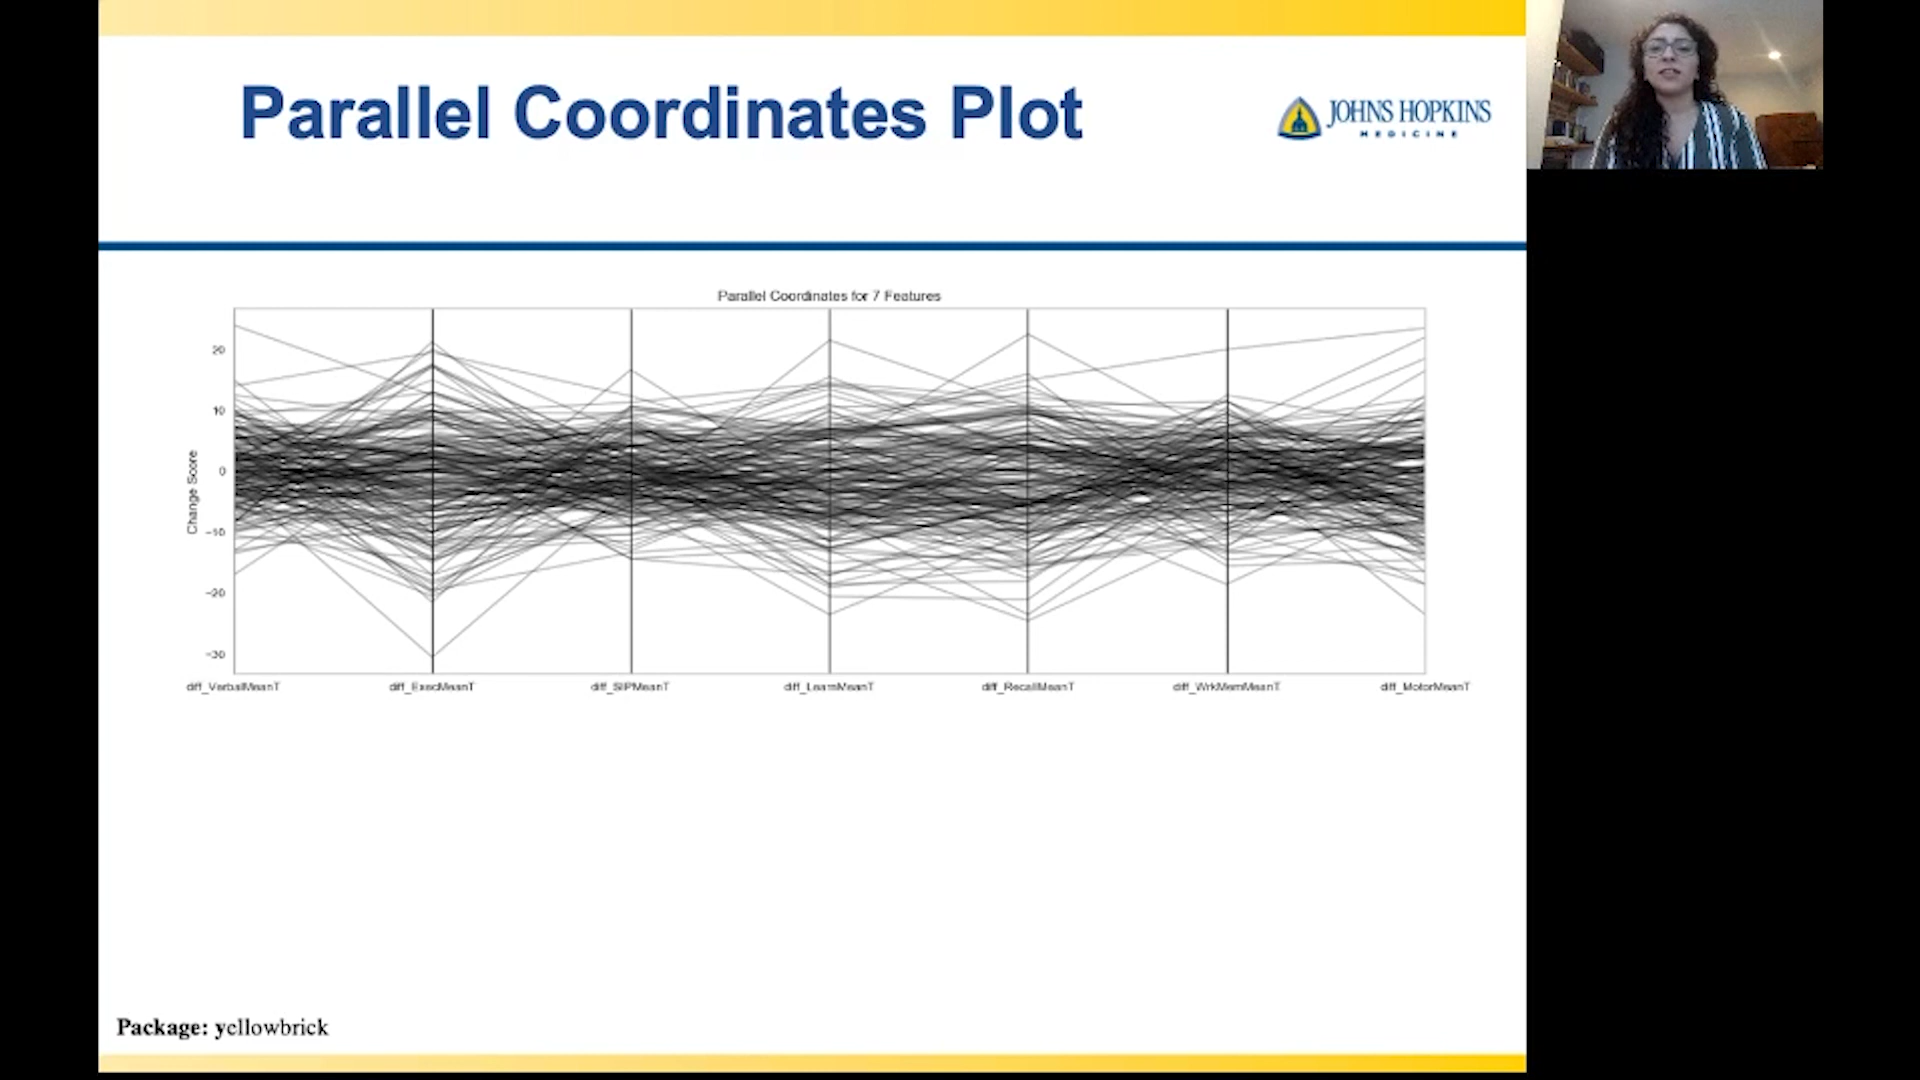 Parallel Coordinates Plot
JOHNS HOPKINS
MEDICINE
Parallel Coordinates for 7 Features
Change Score
20
10
0
−10
−20
−30
diff_VerbalMeanT diff_ExecMeanT diff_SIPMeanT diff_LearnMeanT diff_RecallMeanT diff_WrkMemMeanT diff_MotorMeanT
Package: yellowbrick